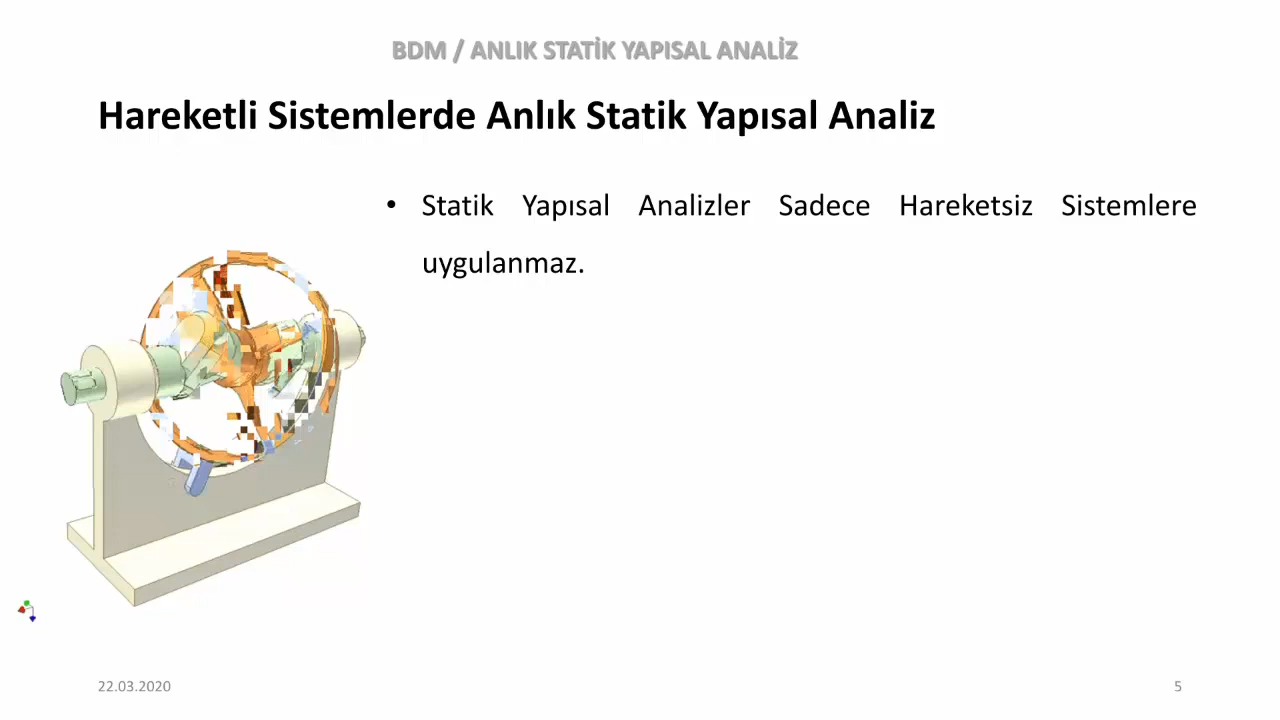 BDM / ANLIK STATİK YAPISAL ANALİZ
Hareketli Sistemlerde Anlık Statik Yapısal Analiz
• Statik Yapısal Analizler Sadece Hareketsiz Sistemlere
uygulanmaz.
22.03.2020
5